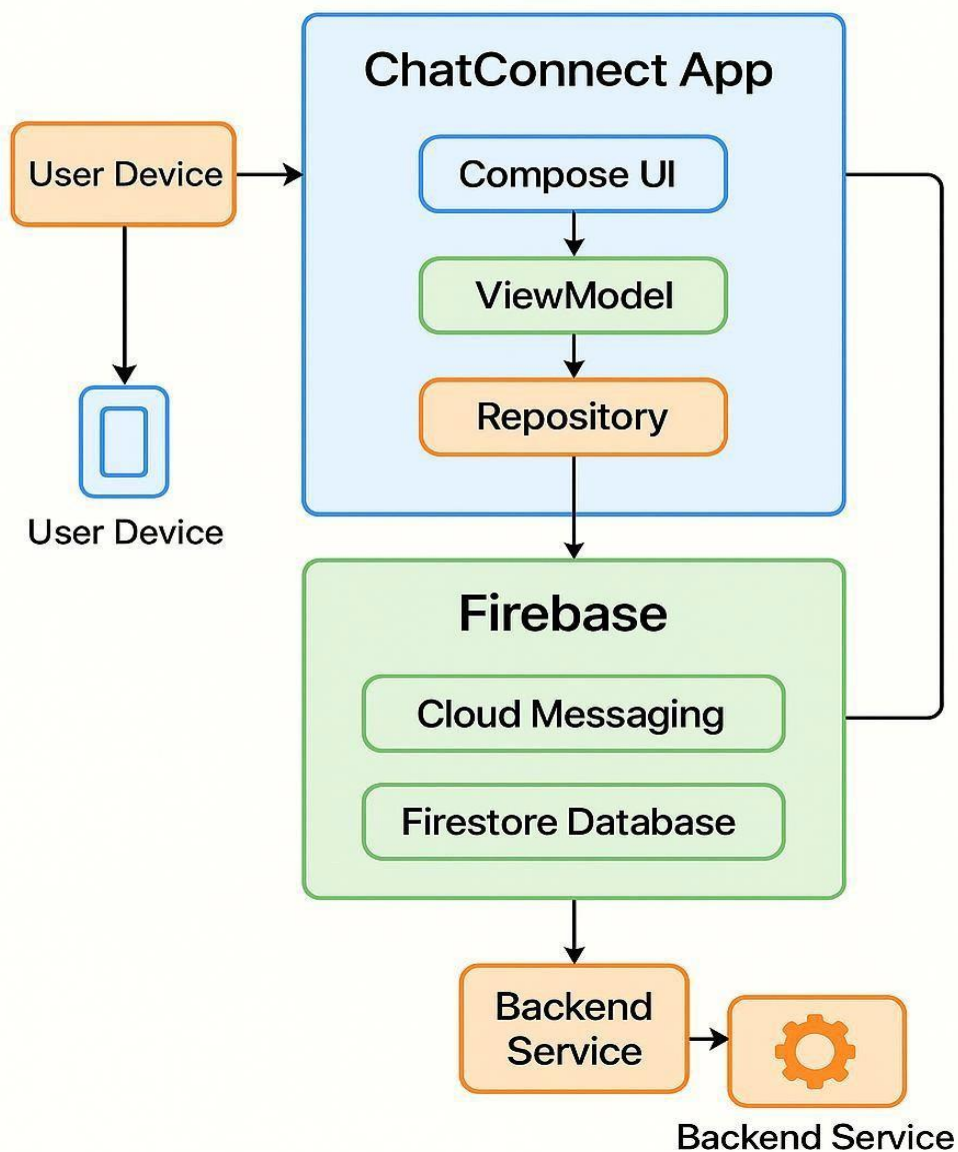 ChatConnect App
User Device
Compose UI
ViewModel
Repository
User Device
Firebase
Cloud Messaging
Firestore Database
Backend
Service
Backend Service